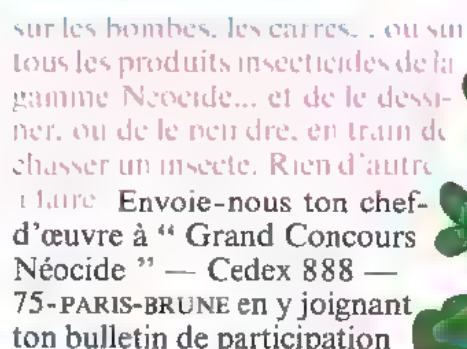 sur les bombes, les carres.. ou sur
tous les produits insecticides de la
gamme Néocide... et de le dessi-
ner, ou de le peindre, en train de
chasser un insecte. Rien d'autre
à faire. Envoie-nous ton chef-
d'œuvre à “ Grand Concours
Néocide ” — Cedex 888 —
75-PARIS-BRUNE en y joignant
ton bulletin de participation